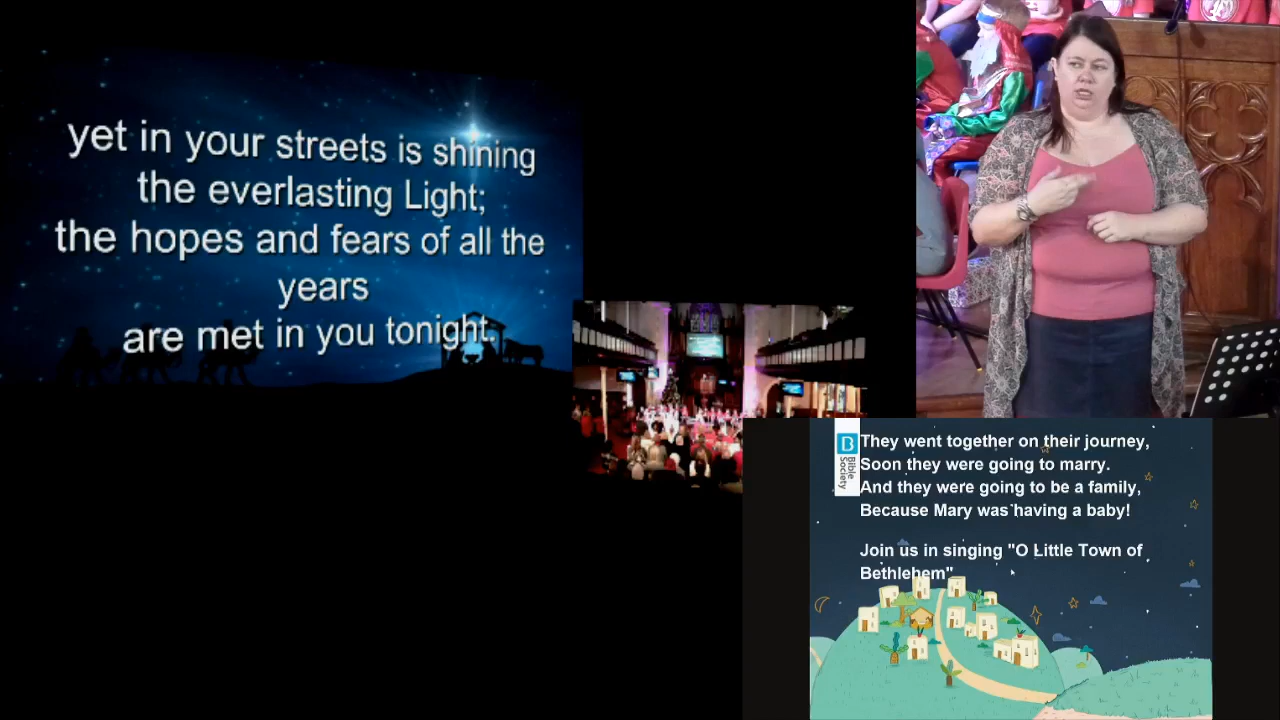 yet in your streets is shining
the everlasting Light;
the hopes and fears of all the
years
are met in you tonight.
B
Bible
Society
They went together on their journey,
Soon they were going to marry.
And they were going to be a family,
Because Mary was having a baby!
Join us in singing "O Little Town of
Bethlehem"